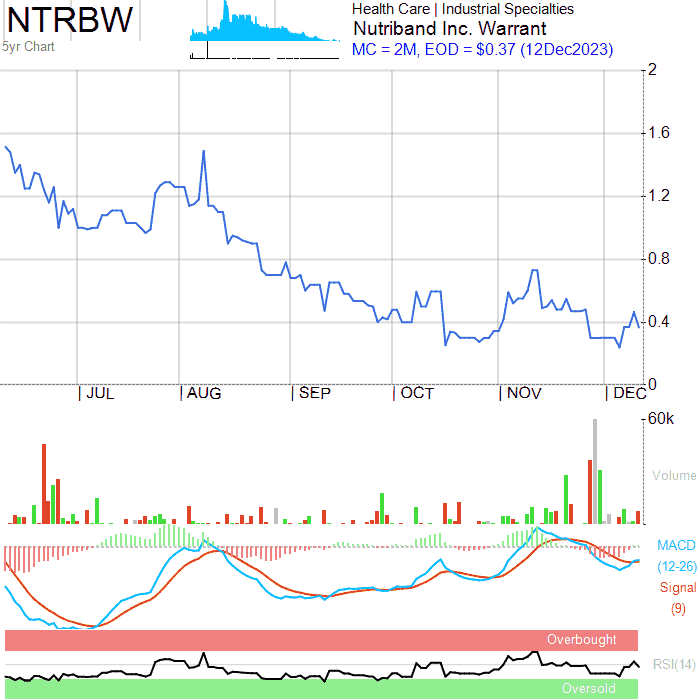 NTRBW
5yr Chart
Health Care | Industrial Specialties
Nutriband Inc. Warrant
MC = 2M, EOD = $0.37 (12Dec2023)
2
1.6
1.2
0.8
0.4
0
JUL AUG SEP OCT NOV DEC
60k
Volume
MACD
(12-26)
Signal
(9)
Overbought
RSI(14)
Oversold